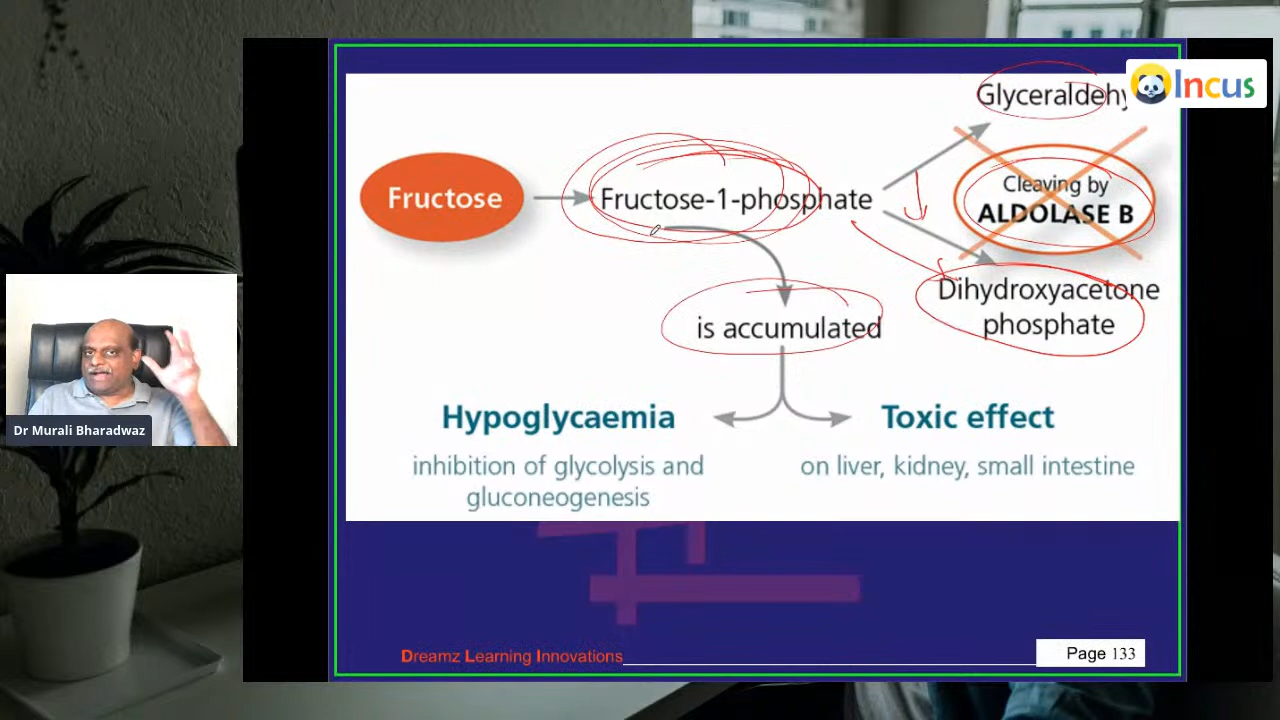 Incus
Glyceraldehy
Fructose
Fructose-1-phosphate
Cleaving by
ALDOLASE B
Dihydroxyacetone
phosphate
is accumulated
Hypoglycaemia
inhibition of glycolysis and
gluconeogenesis
Toxic effect
on liver, kidney, small intestine
Dr Murali Bharadwaz
Dreamz Learning Innovations
Page 133